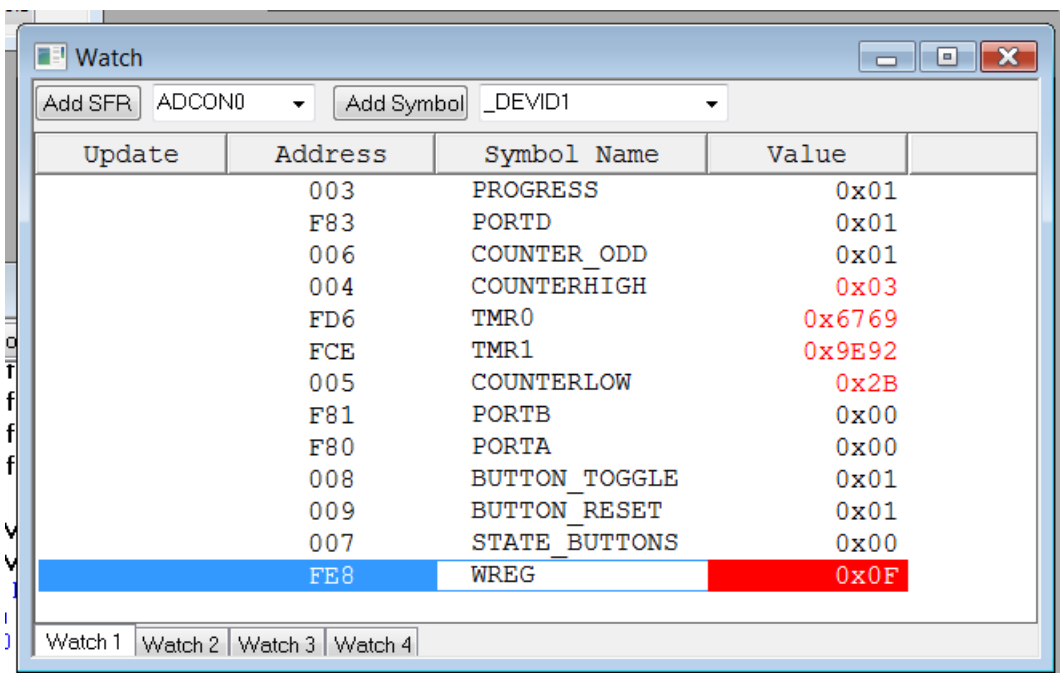 Watch
Add SFR ADCON0 Add Symbol _DEVID1
Update Address Symbol Name Value
003 PROGRESS 0x01
F83 PORTD 0x01
006 COUNTER_ODD 0x01
004 COUNTERHIGH 0x03
FD6 TMR0 0x6769
FCE TMR1 0x9E92
005 COUNTERLOW 0x2B
F81 PORTB 0x00
F80 PORTA 0x00
008 BUTTON_TOGGLE 0x01
009 BUTTON_RESET 0x01
007 STATE_BUTTONS 0x00
FE8 WREG 0x0F
Watch 1 Watch 2 Watch 3 Watch 4